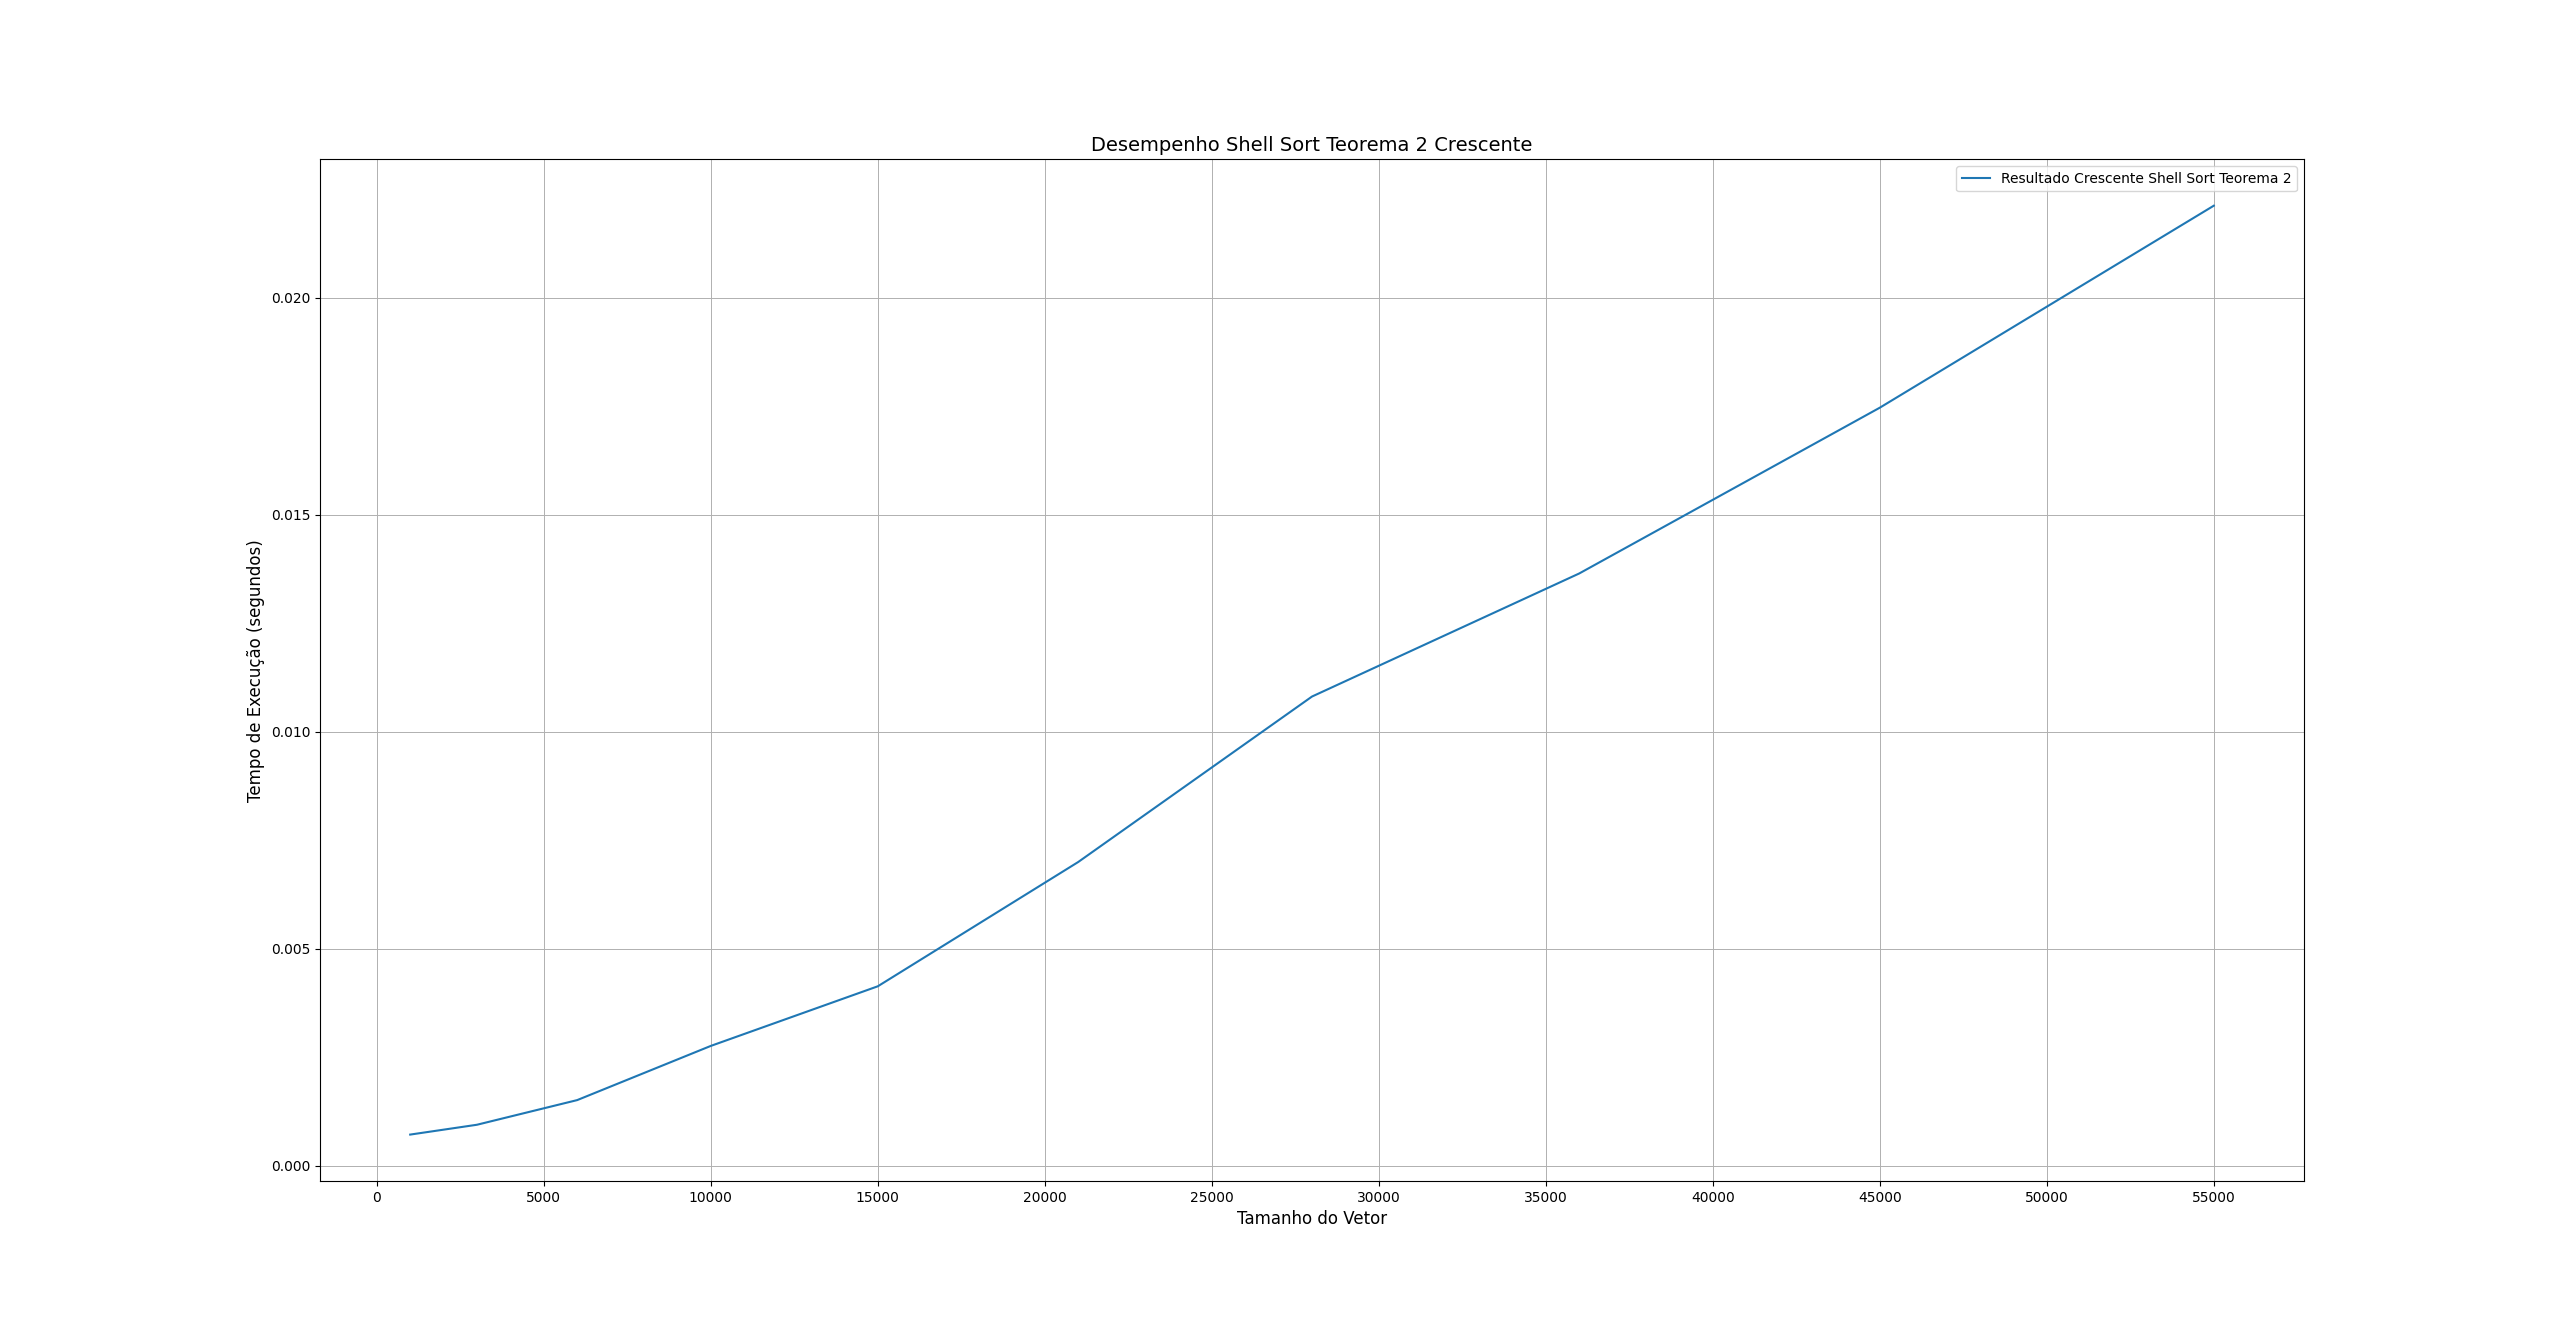 Desempenho Shell Sort Teorema 2 Crescente
Resultado Crescente Shell Sort Teorema 2
0.020
0.015
0.010
0.005
0.000
Tempo de Execução (segundos)
0 5000 10000 15000 20000 25000 30000 35000 40000 45000 50000 55000
Tamanho do Vetor